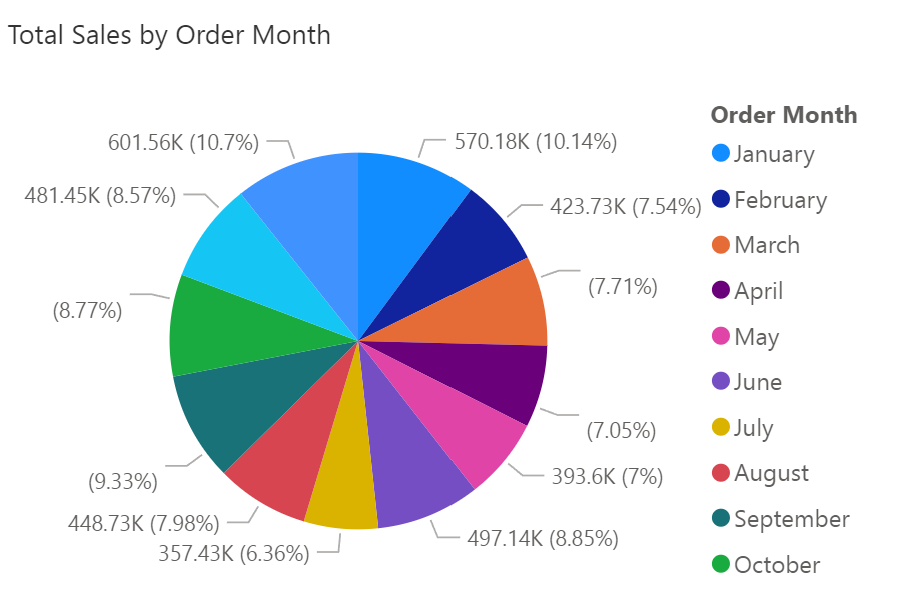 Total Sales by Order Month
601.56K (10.7%)
570.18K (10.14%)
481.45K (8.57%)
423.73K (7.54%)
(8.77%)
(7.71%)
(9.33%)
(7.05%)
448.73K (7.98%)
393.6K (7%)
357.43K (6.36%)
497.14K (8.85%)
Order Month
January
February
March
April
May
June
July
August
September
October